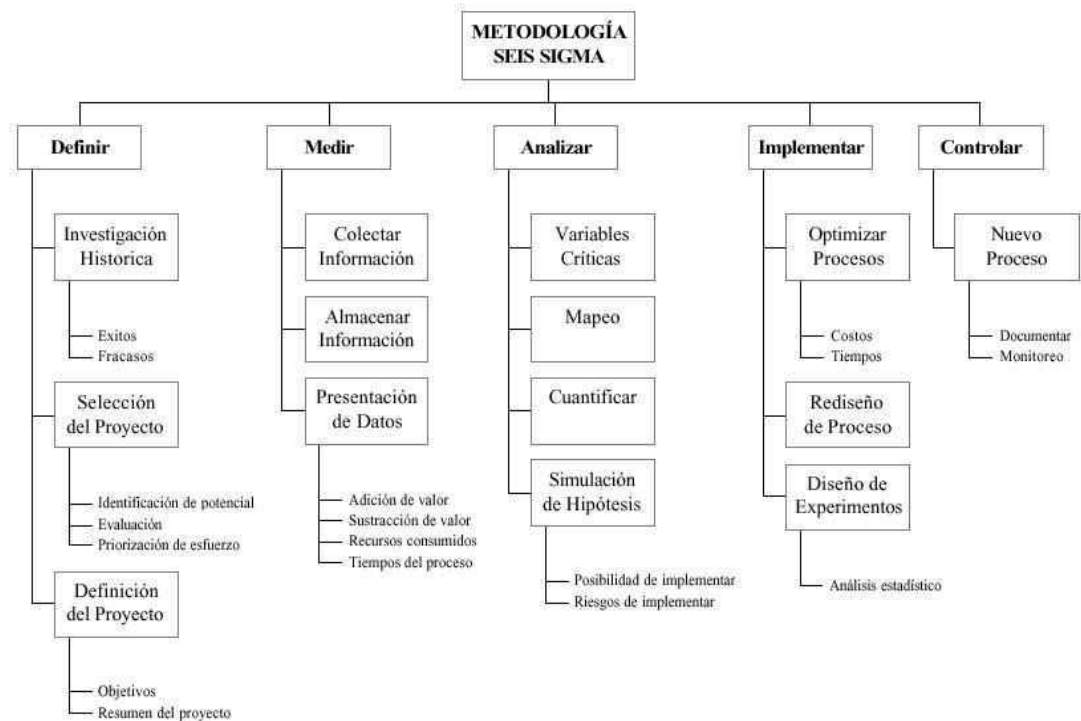 METODOLOGÍA
SEIS SIGMA
Definir
Investigación
Historica
Exitos
Fracasos
Selección
del Proyecto
Identificación de potencial
Evaluación
Priorización de esfuerzo
Definición
del Proyecto
Objetivos
Resumen del proyecto
Medir
Colectar
Información
Almacenar
Información
Presentación
de Datos
Adición de valor
Sustracción de valor
Recursos consumidos
Tiempos del proceso
Analizar
Variables
Críticas
Mapeo
Cuantificar
Simulación
de Hipótesis
Posibilidad de implementar
Riesgos de implementar
Implementar
Optimizar
Procesos
Costos
Tiempos
Rediseño
de Proceso
Diseño de
Experimentos
Análisis estadístico
Controlar
Nuevo
Proceso
Documentar
Monitoreo